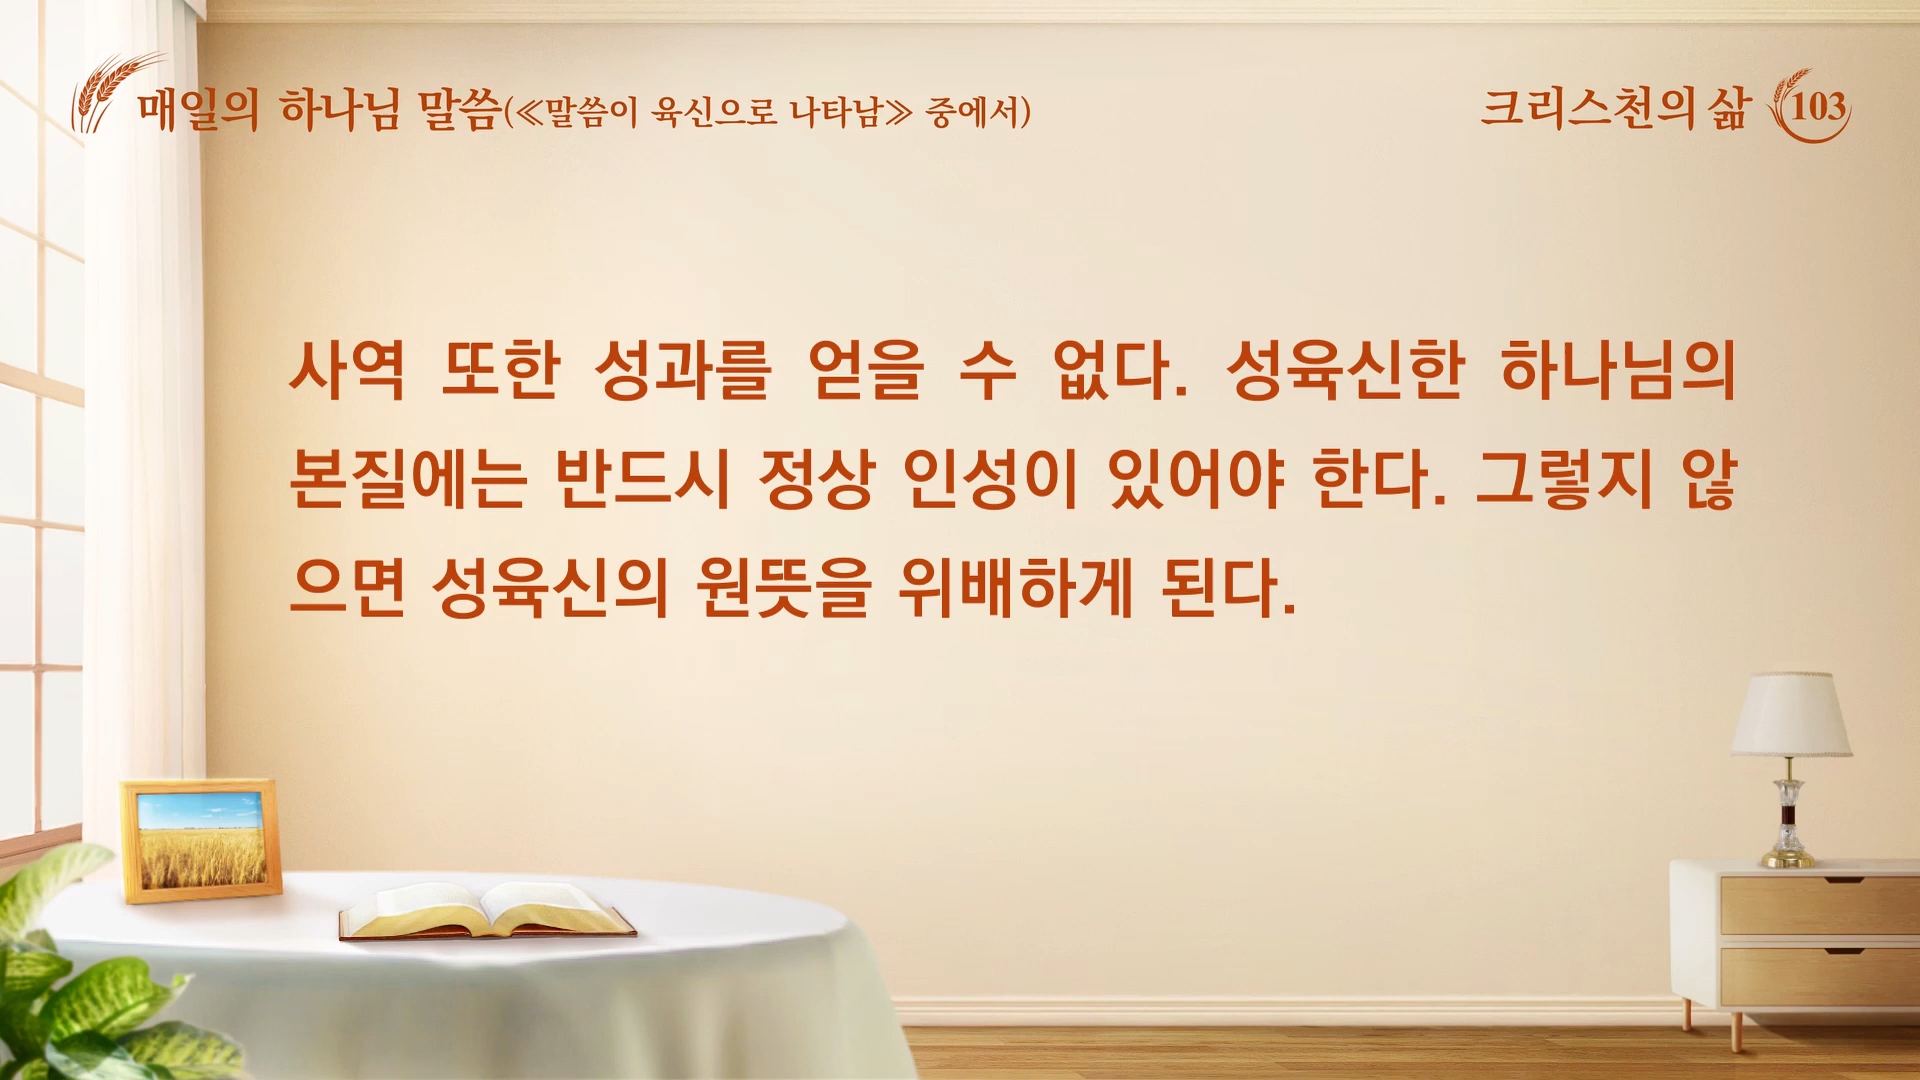 매일의 하나님 말씀(≪말씀이 육신으로 나타남≫ 중에서)
크리스천의 삶 103
사역 또한 성과를 얻을 수 없다. 성육신한 하나님의
본질에는 반드시 정상 인성이 있어야 한다. 그렇지 않
으면 성육신의 원뜻을 위배하게 된다.